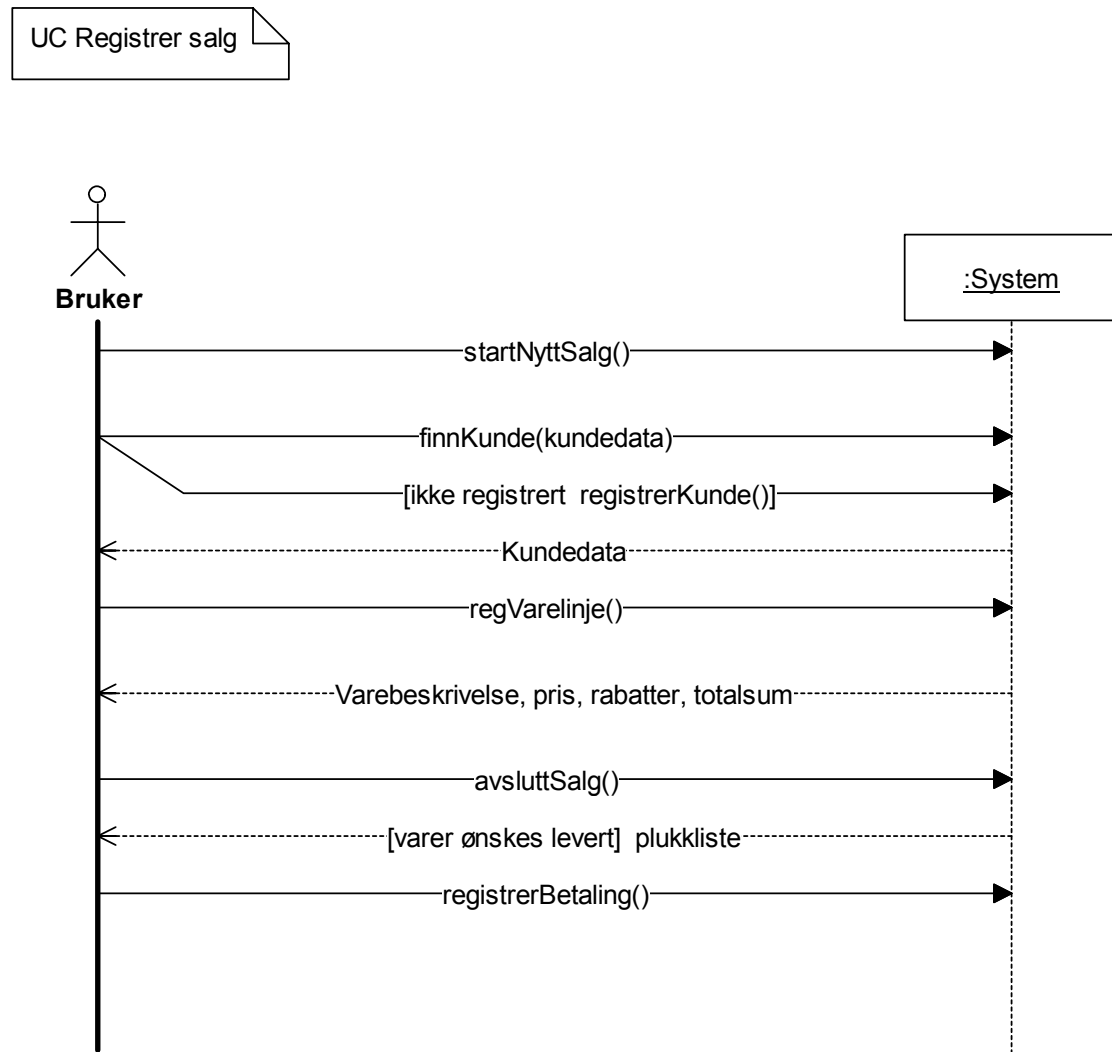 UC Registrer salg
Bruker
:System
startNyttSalg()
finnKunde(kundedata)
[ikke registrert  registrerKunde()]
Kundedata
regVarelinje()
Varebeskrivelse, pris, rabatter, totalsum
avsluttSalg()
[varer ønskes levert]  plukkliste
registrerBetaling()